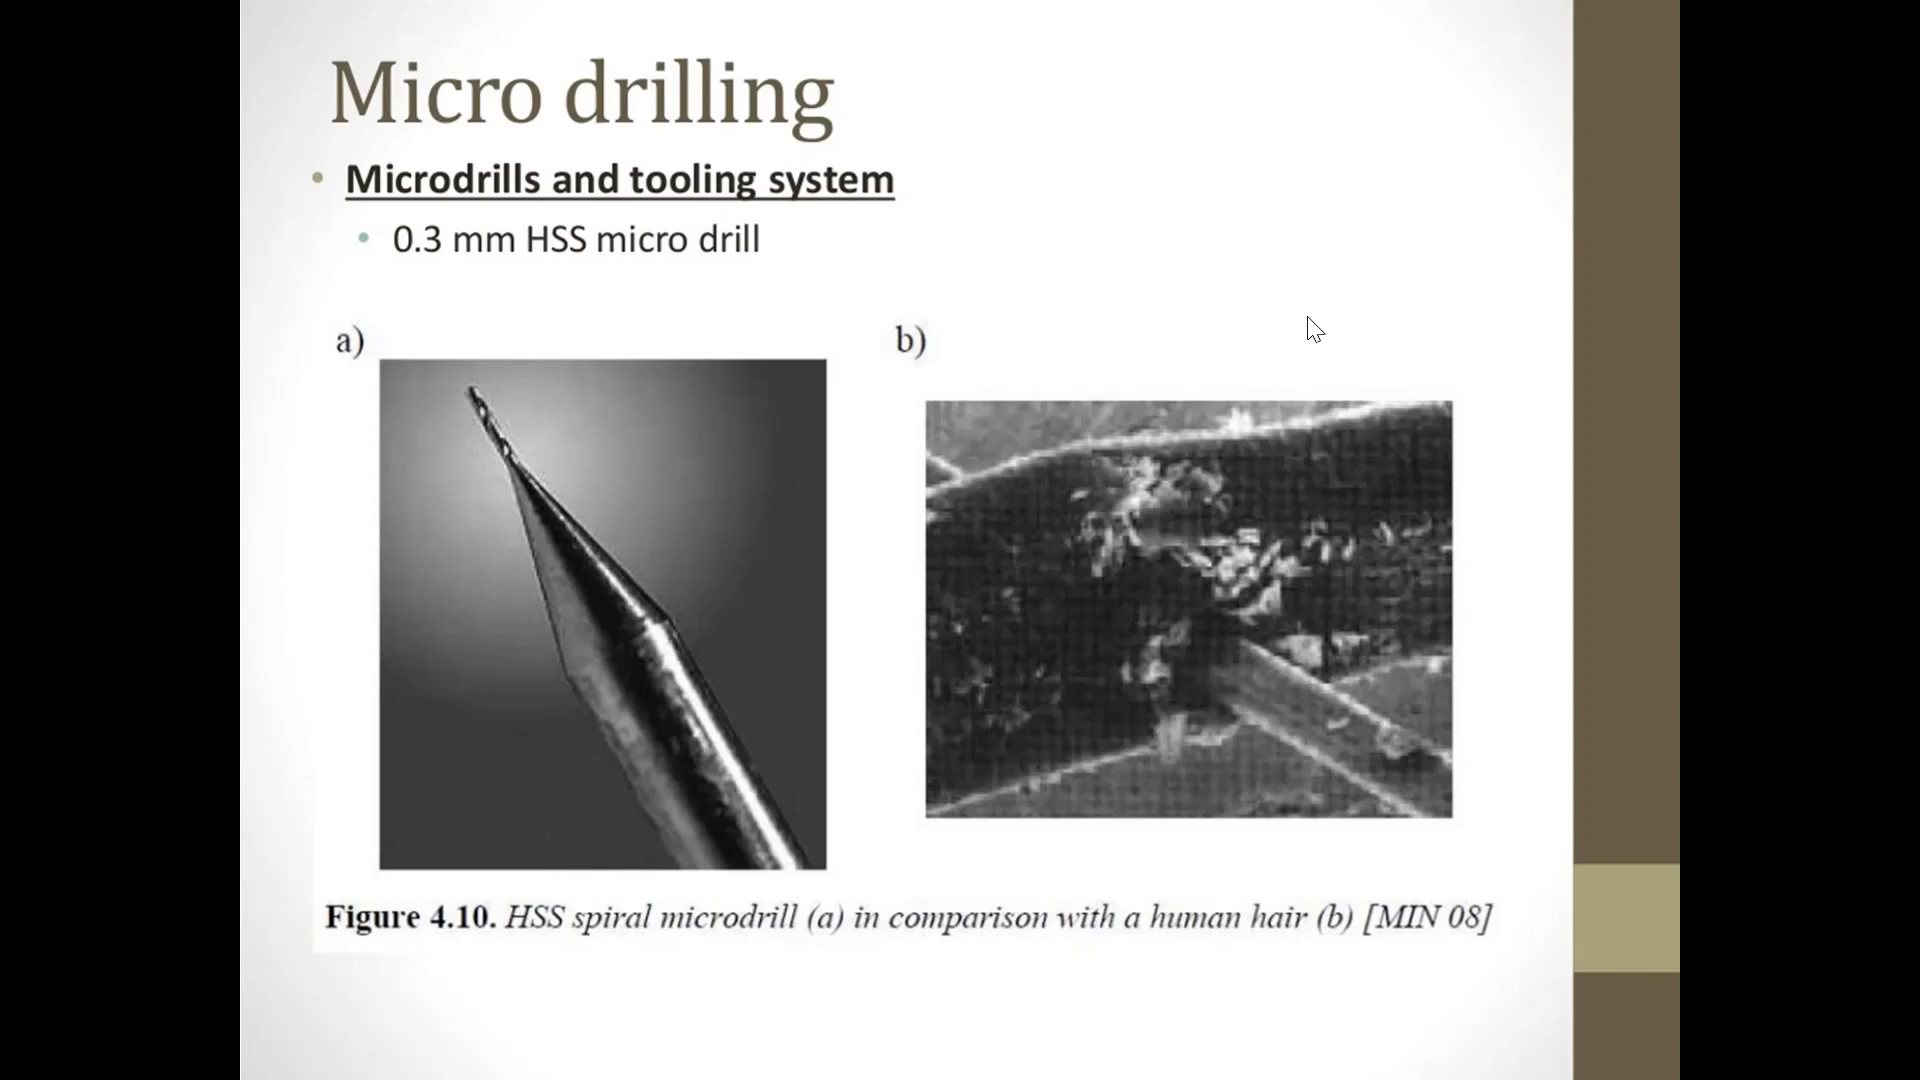 Micro drilling
• Microdrills and tooling system
• 0.3 mm HSS micro drill
a)
b)
Figure 4.10. HSS spiral microdrill (a) in comparison with a human hair (b) [MIN 08]